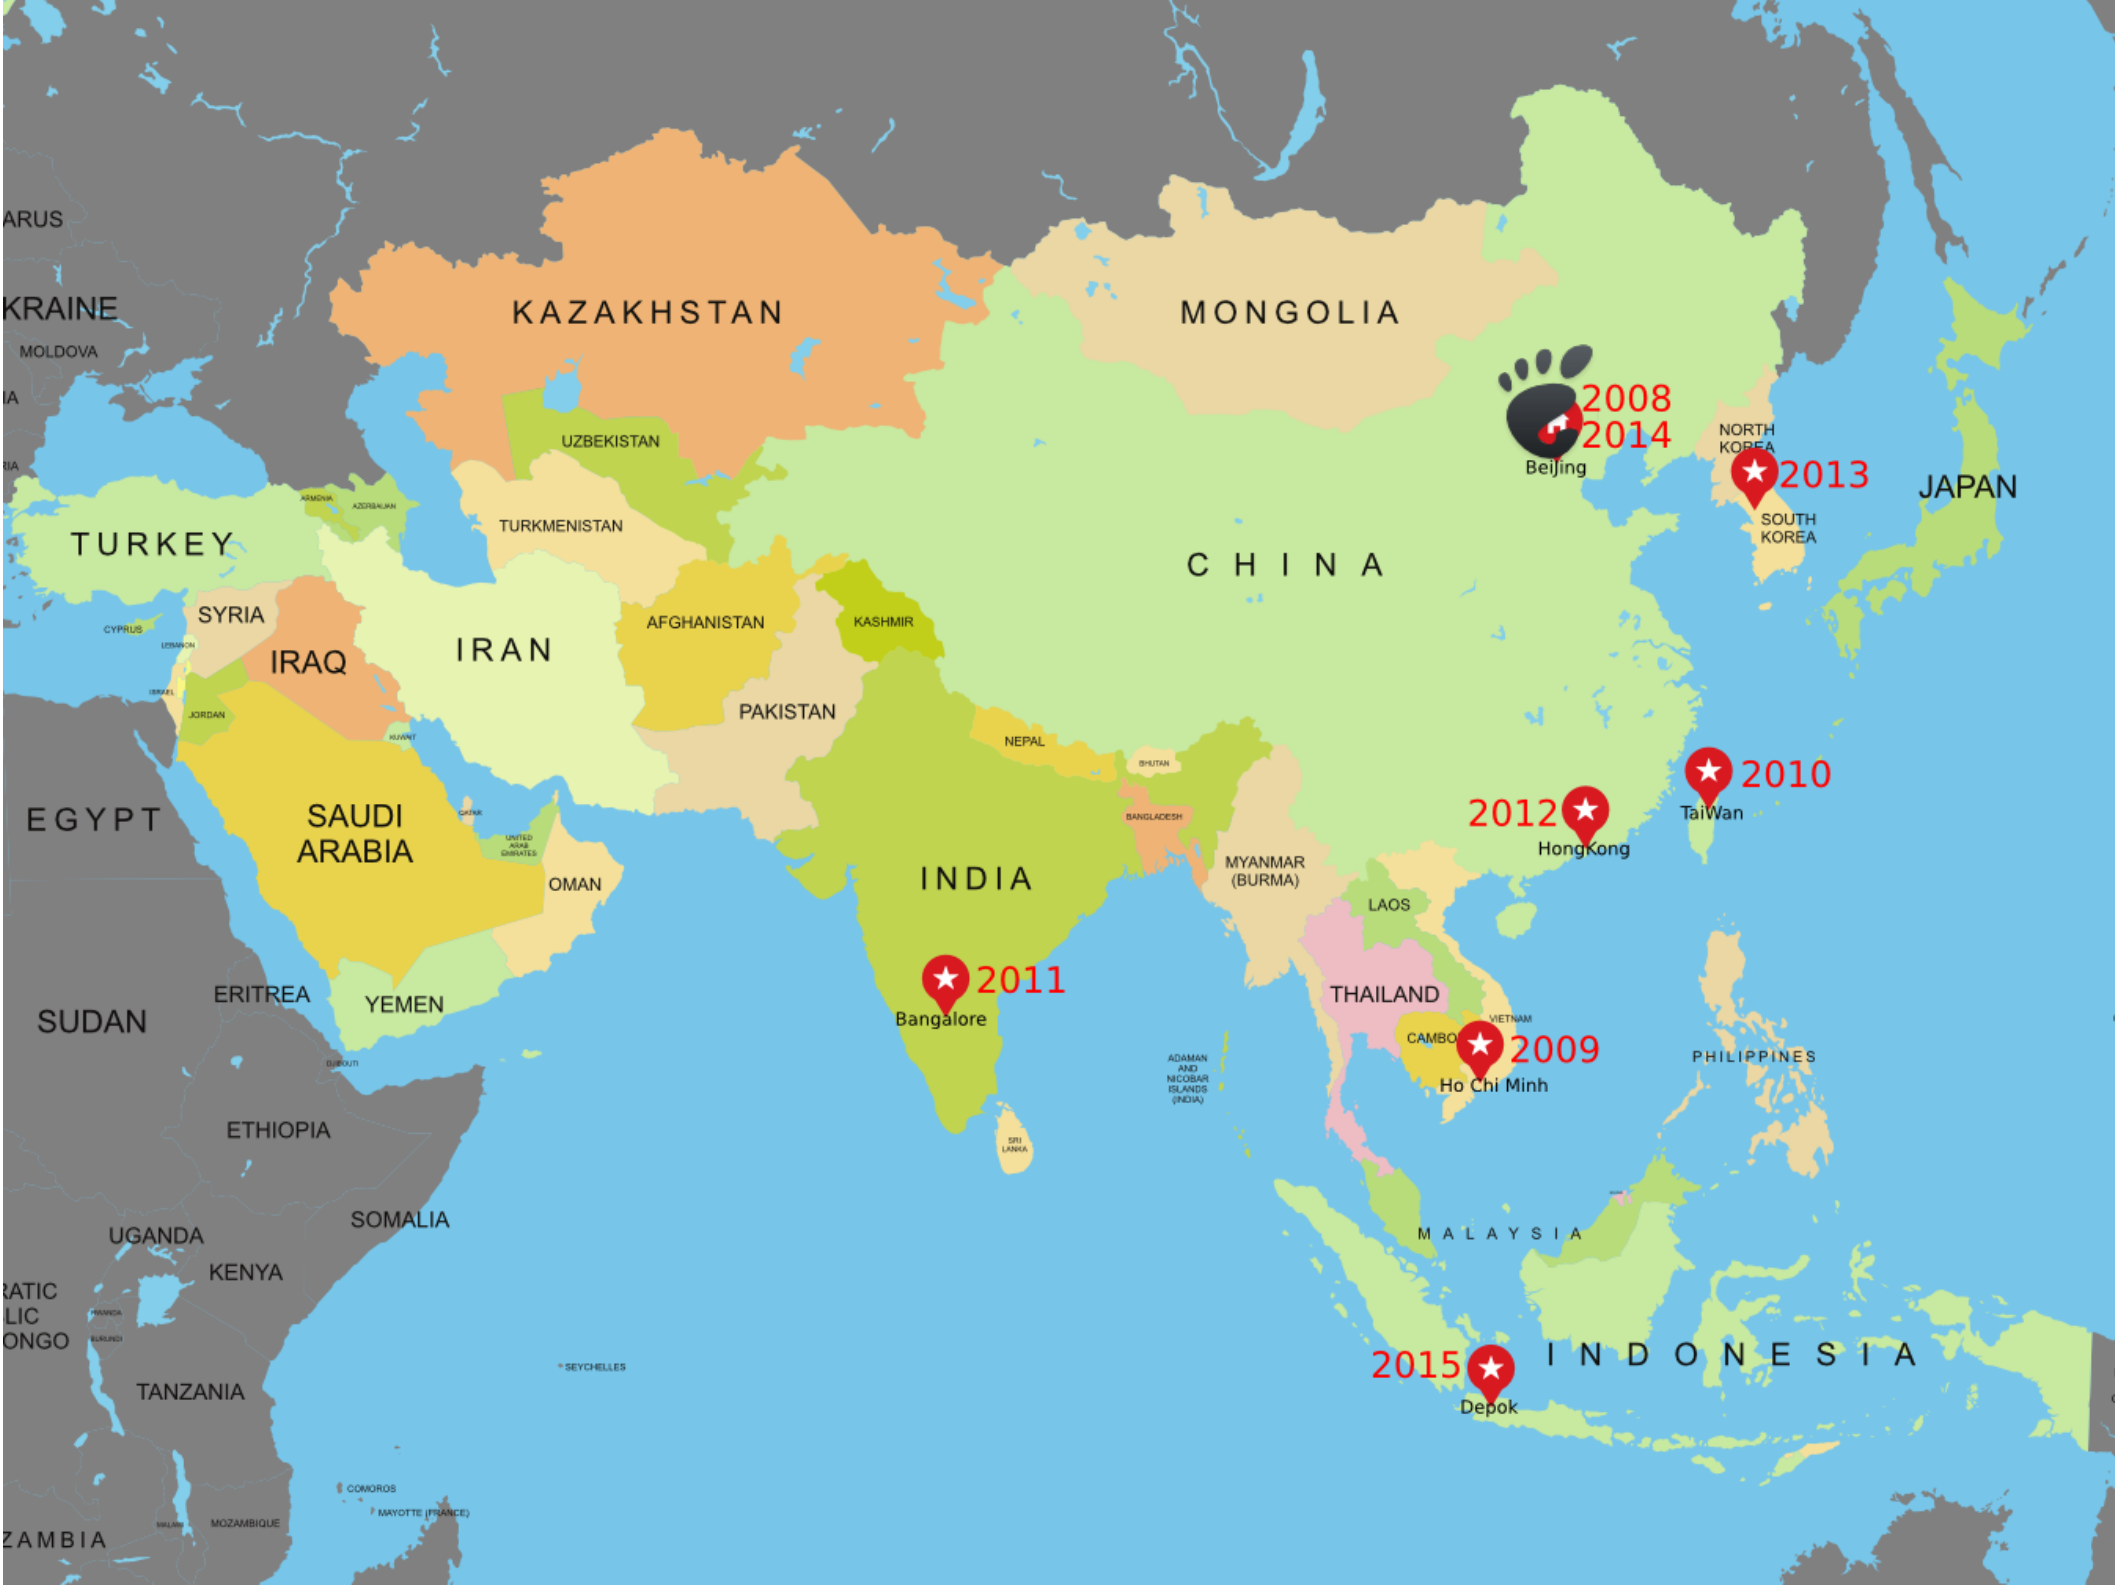 ARUS
KAZAKHSTAN
MONGOLIA
KRAINE
MOLDOVA
IA
RIA
2008
2014
BeiJing
NORTH
KOREA
2013
JAPAN
SOUTH
KOREA
UZBEKISTAN
ARMENIA
AZERBAIJAN
TURKMENISTAN
TURKEY
CHINA
SYRIA
CYPRUS
LEBANON
IRAQ
IRAN
AFGHANISTAN
KASHMIR
ISRAEL
JORDAN
KUWAIT
PAKISTAN
NEPAL
BHUTAN
BANGLADESH
EGYPT
SAUDI
ARABIA
QATAR
UNITED
ARAB
EMIRATES
OMAN
INDIA
MYANMAR
(BURMA)
2012
HongKong
2010
TaiWan
LAOS
THAILAND
VIETNAM
CAMBO
2009
Ho Chi Minh
PHILIPPINES
2011
Bangalore
ERITREA
YEMEN
SUDAN
DJIBOUTI
ADAMAN
AND
NICOBAR
ISLANDS
(INDIA)
ETHIOPIA
SRI
LANKA
SOMALIA
UGANDA
KENYA
MALAYSIA
RATIC
LIC
ONGO
RWANDA
BURUNDI
TANZANIA
SEYCHELLES
2015
Depok
INDONESIA
COMOROS
MAYOTTE (FRANCE)
MALAWI
MOZAMBIQUE
ZAMBIA